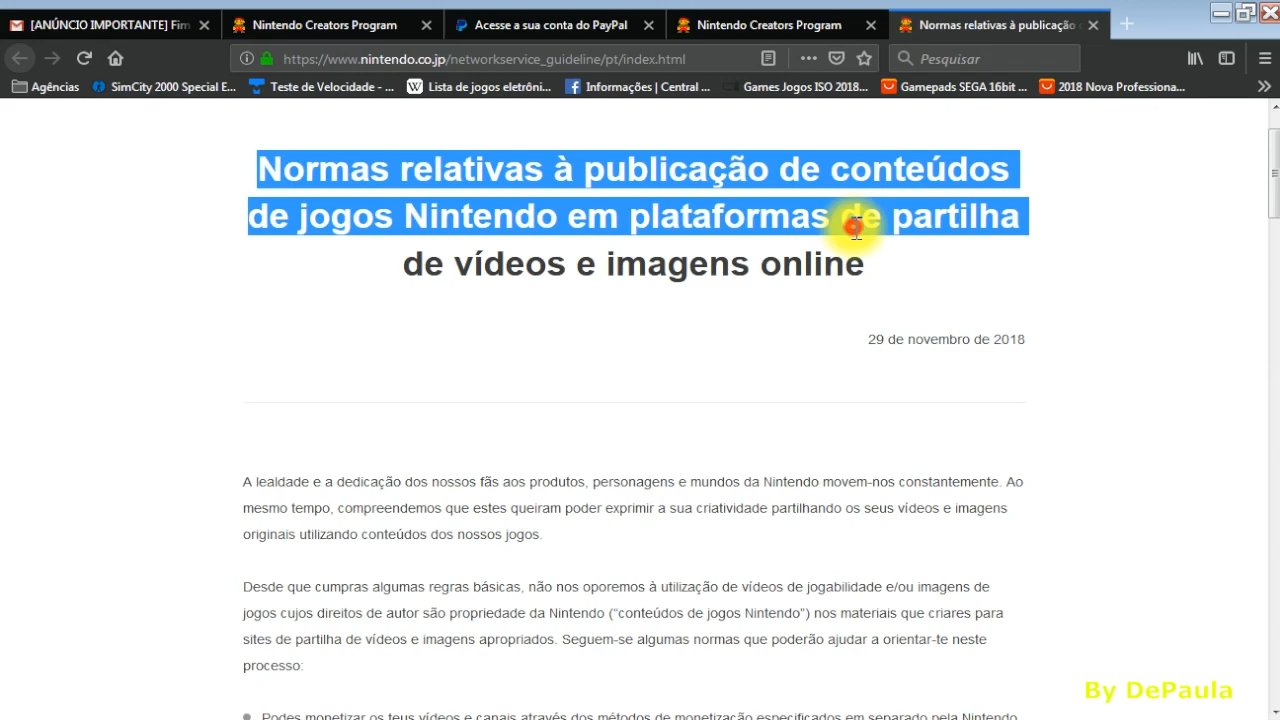 [ANÚNCIO IMPORTANTE] Fim
Nintendo Creators Program
Acesse a sua conta do PayPal
Nintendo Creators Program
Normas relativas à publicação
https://www.nintendo.co.jp/networkservice_guideline/pt/index.html
Pesquisar
Agências
SimCity 2000 Special E...
Teste de Velocidade - ...
Lista de jogos eletrôni...
Informações | Central ...
Games Jogos ISO 2018...
Gamepads SEGA 16bit ...
2018 Nova Professiona...
Normas relativas à publicação de conteúdos
de jogos Nintendo em plataformas de partilha
de vídeos e imagens online
29 de novembro de 2018
A lealdade e a dedicação dos nossos fãs aos produtos, personagens e mundos da Nintendo movem-nos constantemente. Ao
mesmo tempo, compreendemos que estes queiram poder exprimir a sua criatividade partilhando os seus vídeos e imagens
originais utilizando conteúdos dos nossos jogos.
Desde que cumpras algumas regras básicas, não nos oporemos à utilização de vídeos de jogabilidade e/ou imagens de
jogos cujos direitos de autor são propriedade da Nintendo (“conteúdos de jogos Nintendo”) nos materiais que criares para
sites de partilha de vídeos e imagens apropriados. Seguem-se algumas normas que poderão ajudar a orientar-te neste
processo:
Podes monetizar os teus vídeos e canais através dos métodos de monetização especificados em separado pela Nintendo
By DePaula